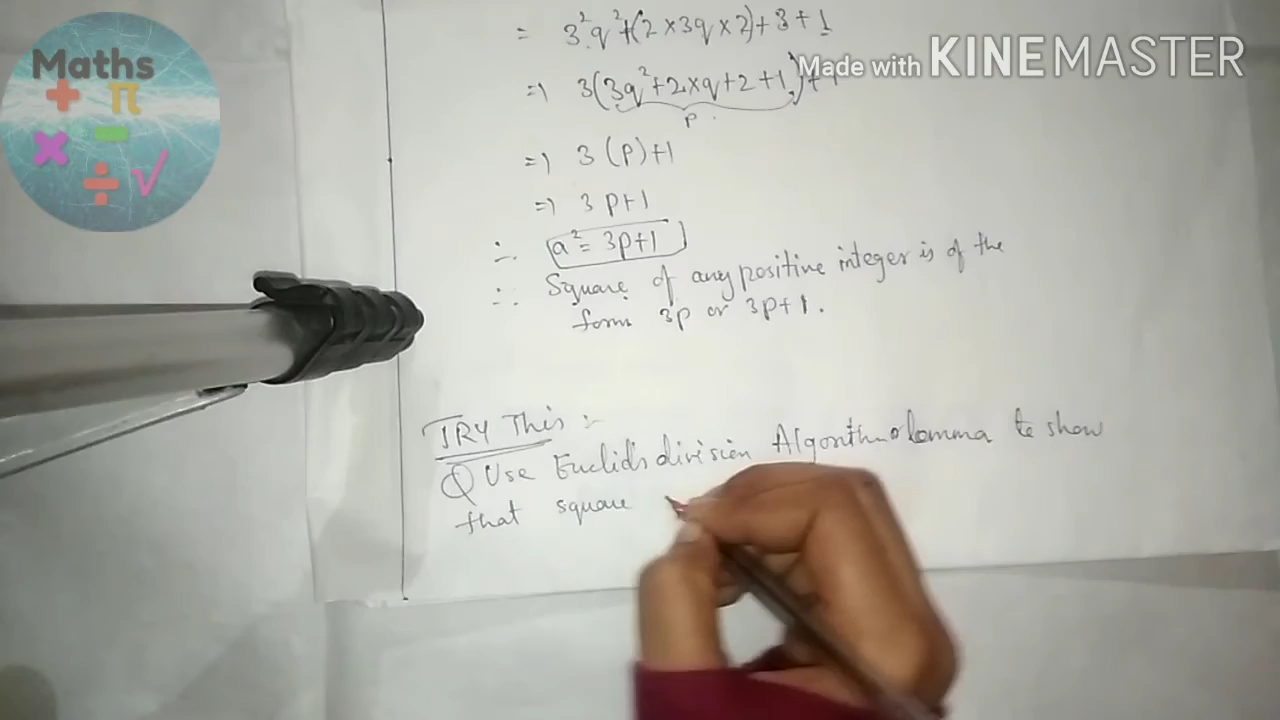 Maths
= 3²q²+(2×3q×2)+3+1
Made with KINEMASTER
=) 3(3q²+2×q+2+1)+1
p
=) 3(p)+1
=) 3p+1
∴ a²= 3p+1
∴ Square of any positive integer is of the
form 3p or 3p+1.
TRY This :-
Q Use Euclid's division Algorithm lemma to show
that square